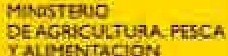 MINISTERIO
DE AGRICULTURA, PESCA
Y ALIMENTACION